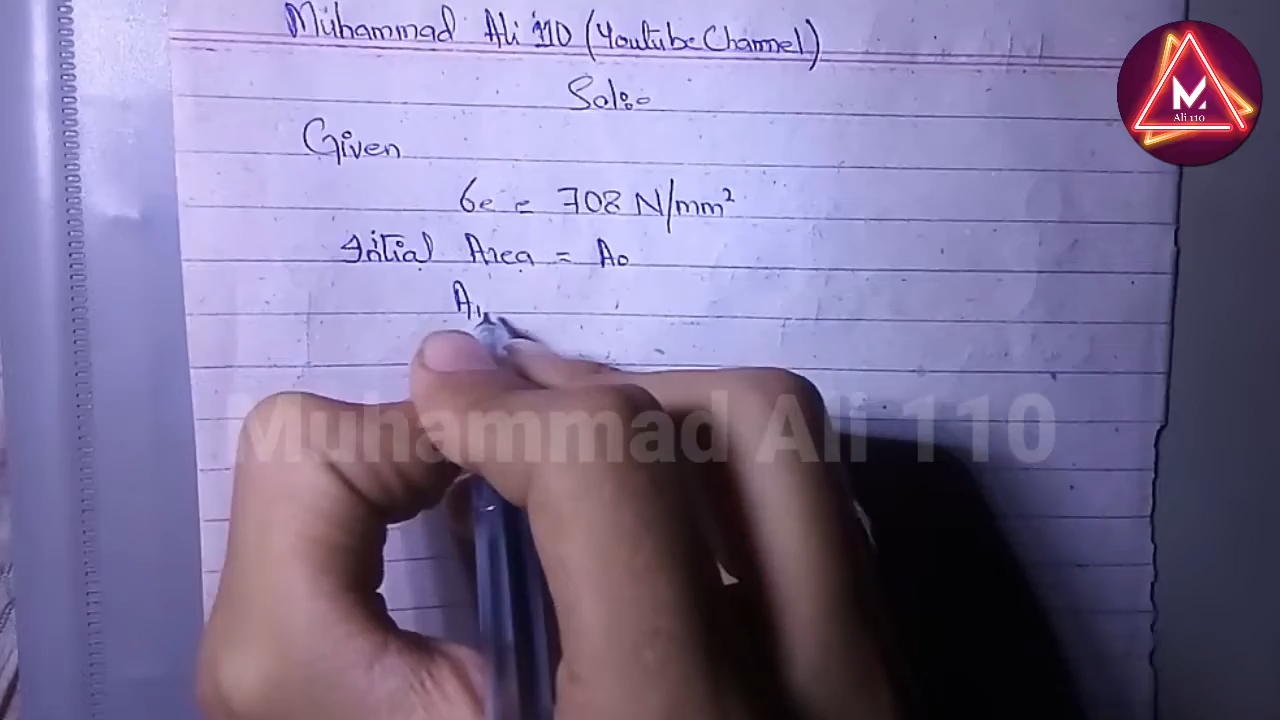 Muhammad Ali 110 (Youtube Channel)
Sol:-
Given
σe = 708 N/mm²
Initial Area = A₀
A₁
M
Ali 110
Muhammad Ali 110